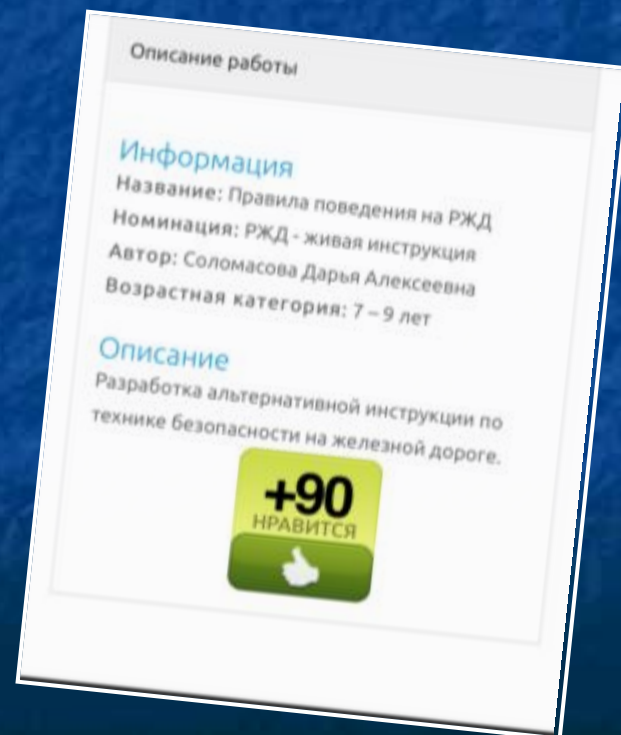 Описание работы
Информация
Название: Правила поведения на РЖД
Номинация: РЖД - живая инструкция
Автор: Соломасова Дарья Алексеевна
Возрастная категория: 7 – 9 лет
Описание
Разработка альтернативной инструкции по
технике безопасности на железной дороге.
+90
НРАВИТСЯ